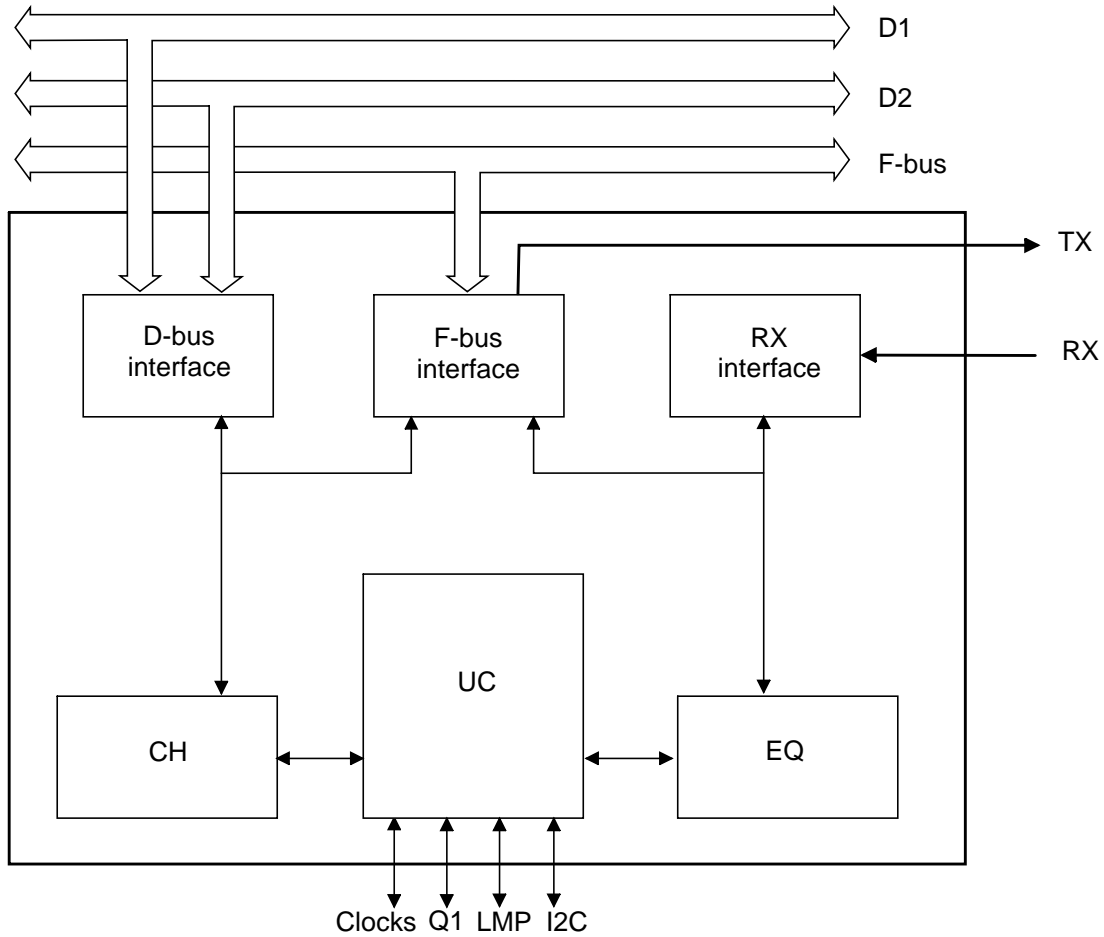 D1
D2
F-bus
TX
D-bus
interface
F-bus
interface
RX
interface
RX
UC
CH
EQ
Clocks Q1 LMP I2C